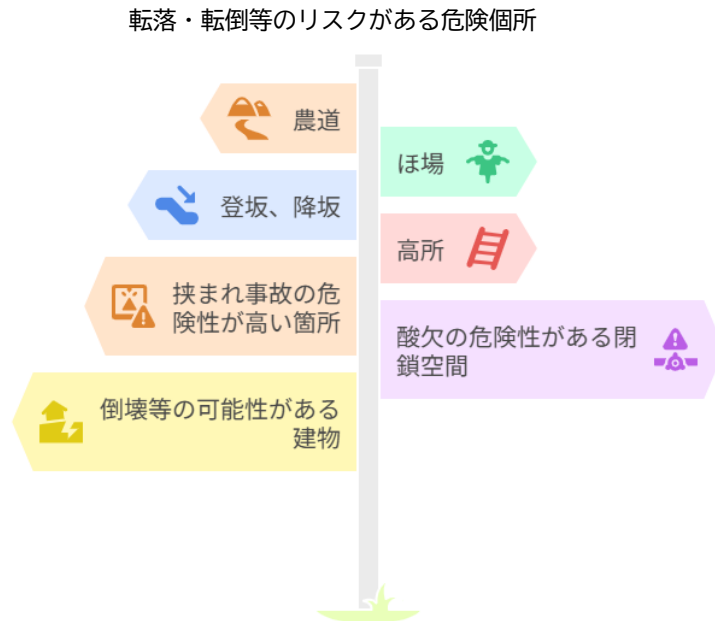 転落・転倒等のリスクがある危険個所
農道
ほ場
登坂、降坂
高所
挟まれ事故の危
険性が高い箇所
酸欠の危険性がある閉
鎖空間
倒壊等の可能性がある
建物